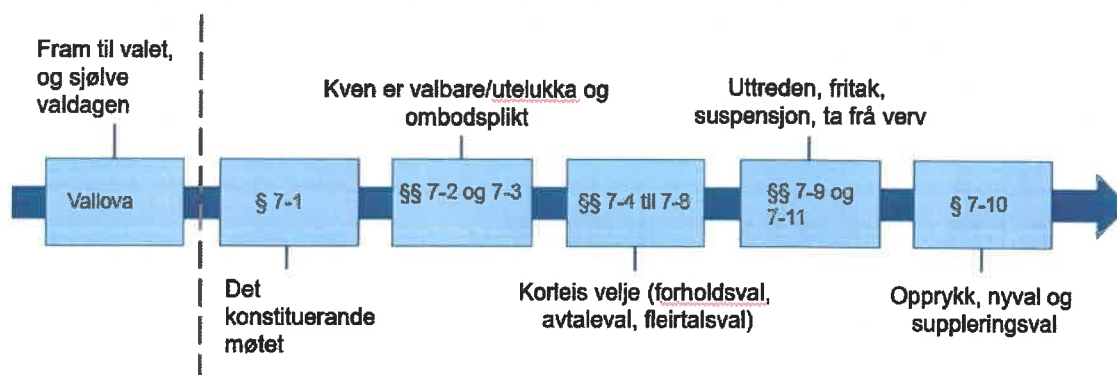 Fram til valet,
og sjølve
valdagen
Kven er valbare/utelukka og
ombodsplikt
Uttreden, fritak,
suspensjon, ta frå verv
Vallova
§ 7-1
§§ 7-2 og 7-3
§§ 7-4 til 7-8
§§ 7-9 og
7-11
§ 7-10
Det
konstituerande
møtet
Korleis velje (forholdsval,
avtaleval, fleirtalsval)
Opprykk, nyval og
suppleringsval